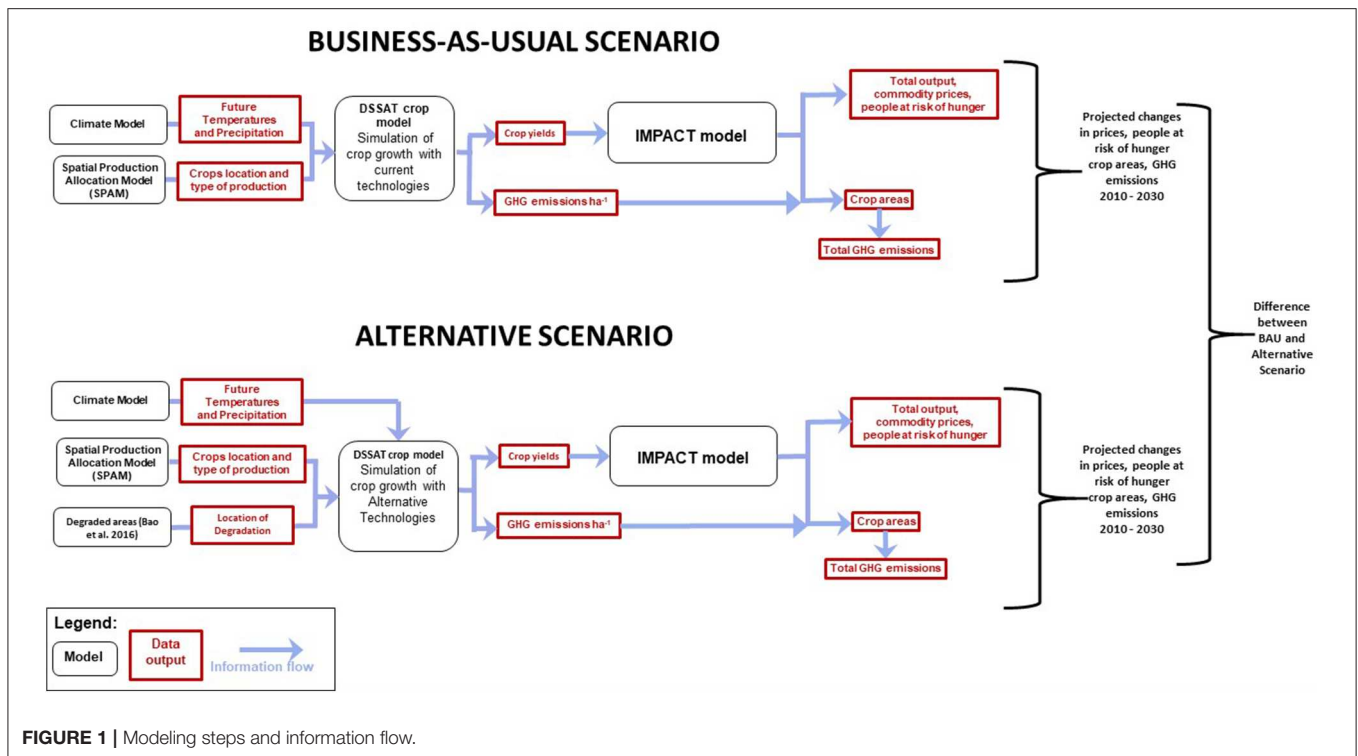 BUSINESS-AS-USUAL SCENARIO
Climate Model
Future
Temperatures
and Precipitation
Spatial Production
Allocation Model
(SPAM)
Crops location and
type of production
DSSAT crop
model
Simulation of
crop growth with
current
technologies
Crop yields
IMPACT model
GHG emissions ha⁻¹
Total output,
commodity prices,
people at risk of hunger
Crop areas
Total GHG emissions
Projected changes
in prices, people at
risk of hunger
crop areas, GHG
emissions
2010 - 2030
Difference
between
BAU and
Alternative
Scenario
ALTERNATIVE SCENARIO
Climate Model
Future
Temperatures
and Precipitation
Spatial Production
Allocation Model
(SPAM)
Crops location and
type of production
Degraded areas (Bao
et al. 2016)
Location of
Degradation
DSSAT crop model
Simulation of
crop growth with
Alternative
Technologies
Crop yields
IMPACT model
GHG emissions ha⁻¹
Total output,
commodity prices,
people at risk of hunger
Crop areas
Total GHG emissions
Projected changes
in prices, people at
risk of hunger
crop areas, GHG
emissions
2010 - 2030
Legend:
Model
Data
output
Information flow
FIGURE 1 | Modeling steps and information flow.